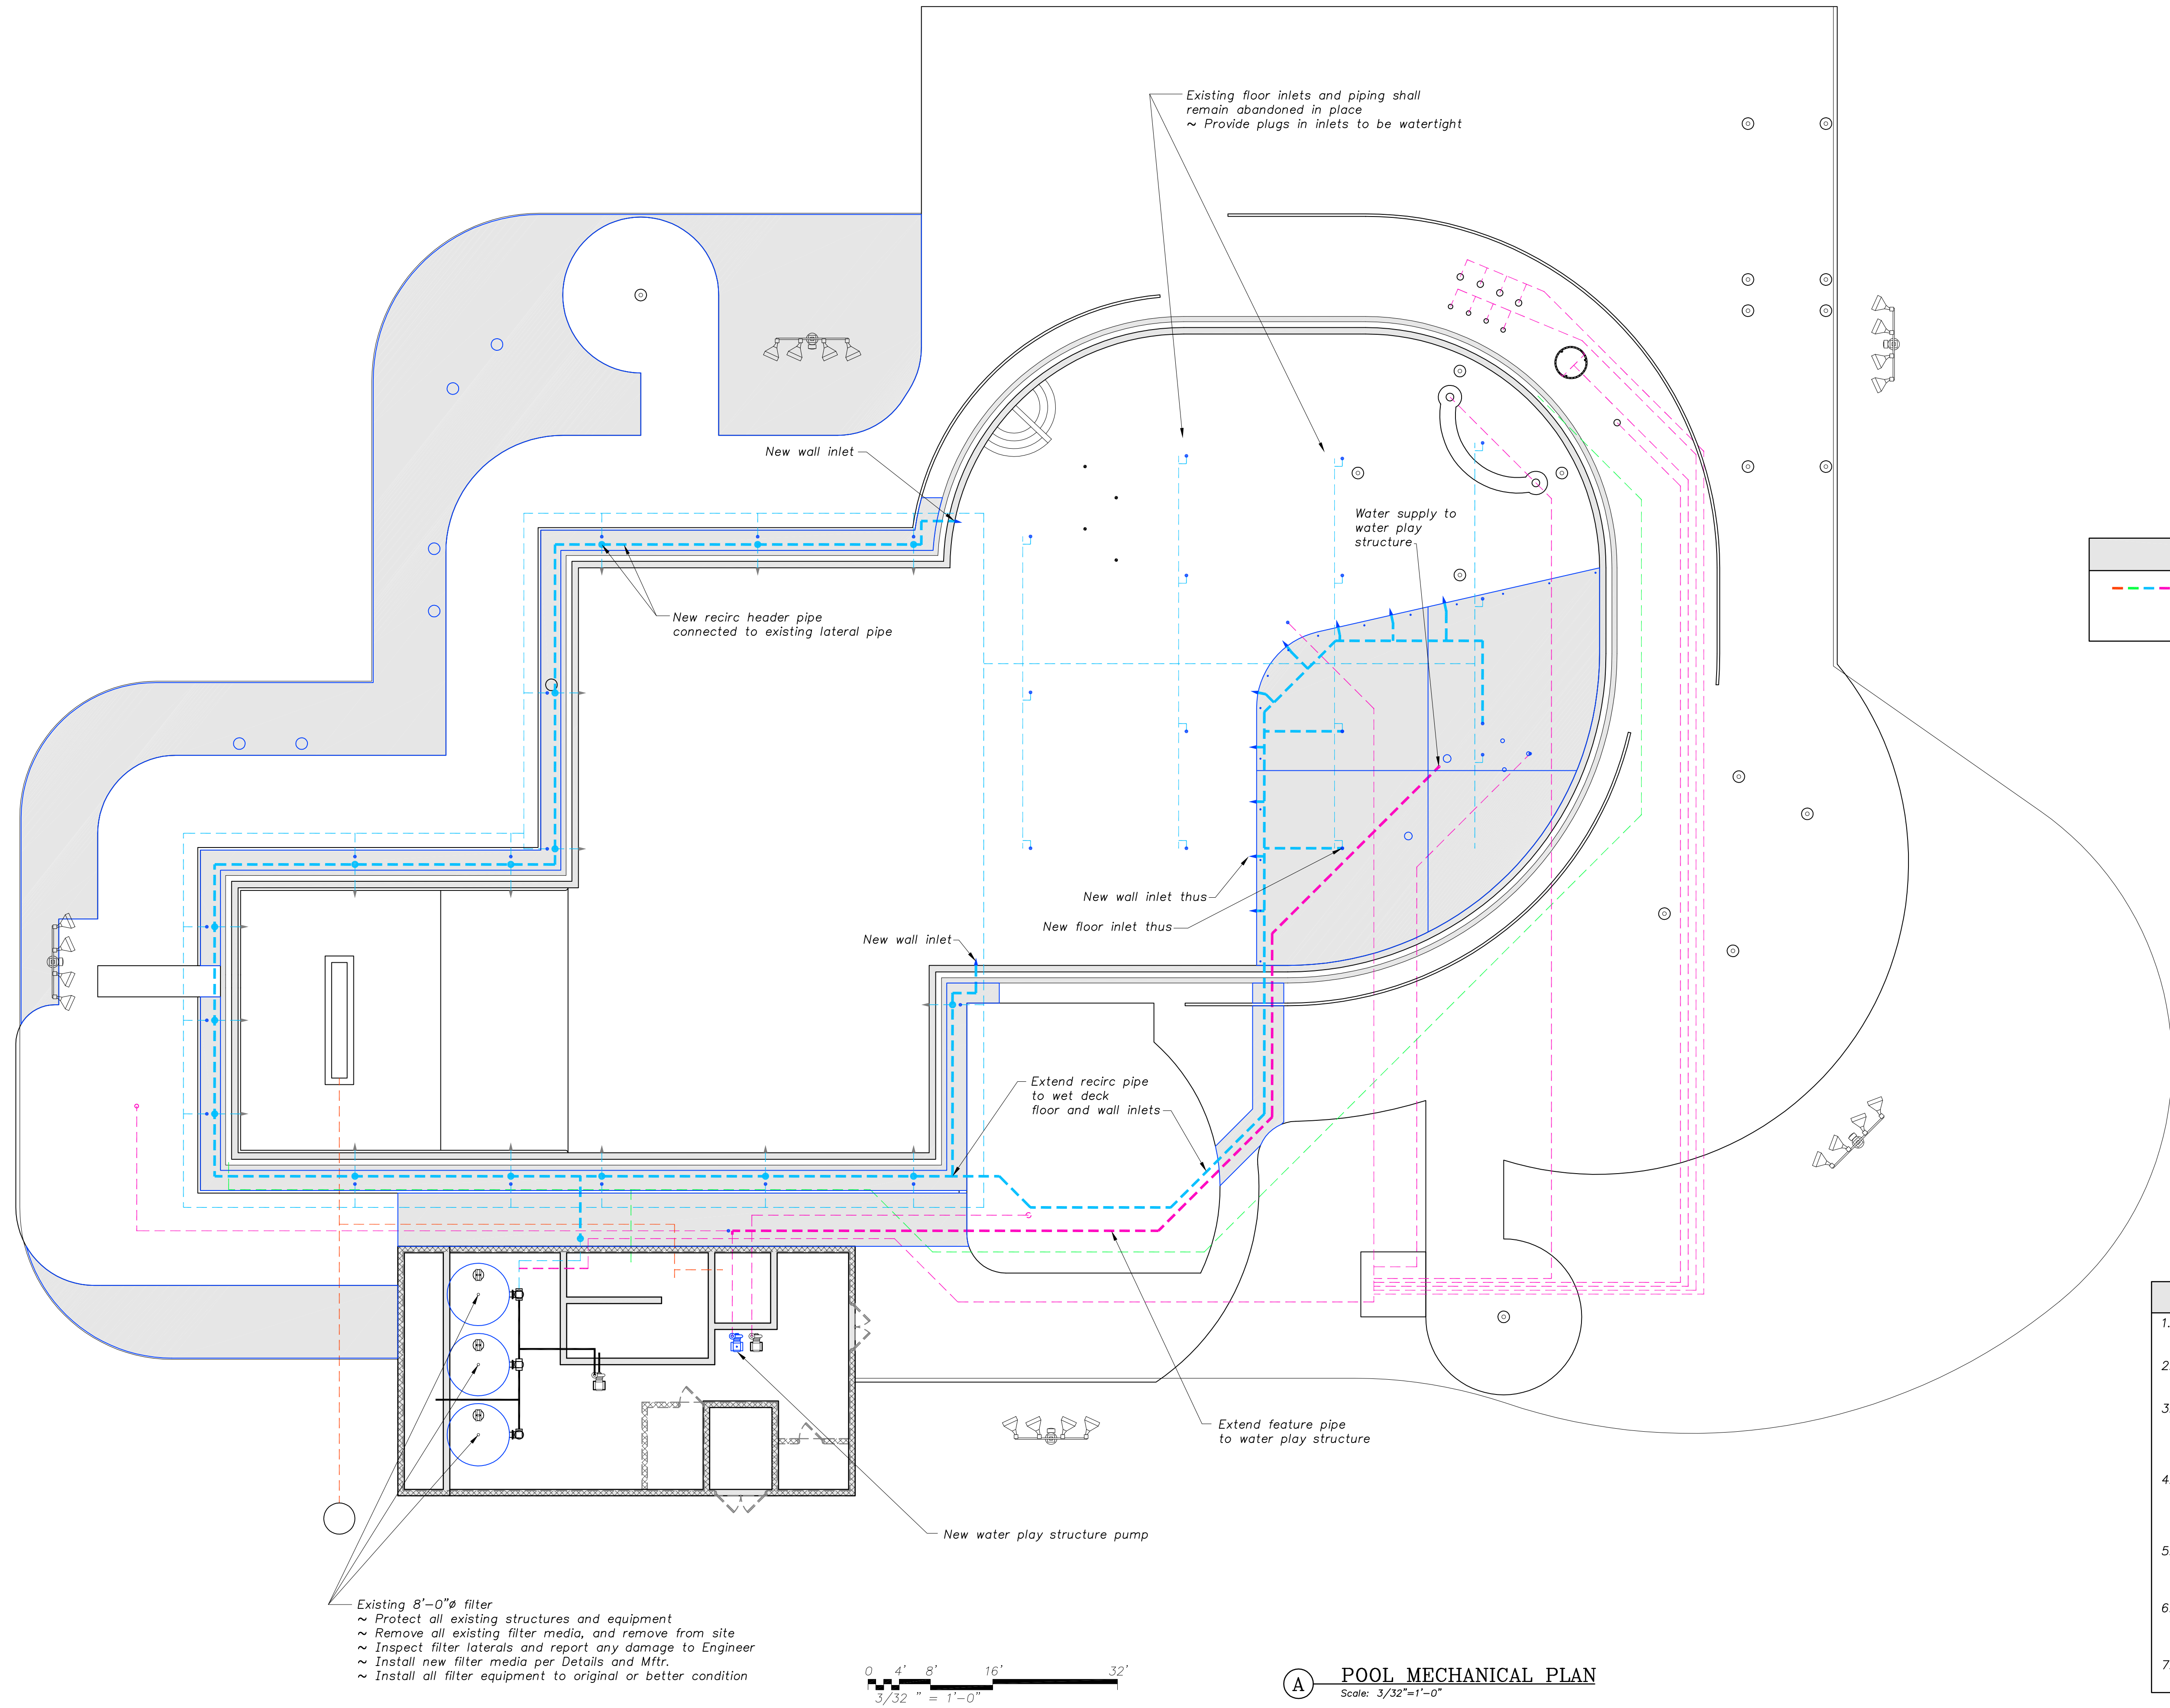 Existing floor inlets and piping shall
remain abandoned in place
~ Provide plugs in inlets to be watertight
New wall inlet
Water supply to
water play
structure
New recirc header pipe
connected to existing lateral pipe
New wall inlet thus
New floor inlet thus
New wall inlet
Extend recirc pipe
to wet deck
floor and wall inlets
1.
2.
3.
4.
5.
6.
7.
Extend feature pipe
to water play structure
New water play structure pump
Existing 8'-0"ø filter
~ Protect all existing structures and equipment
~ Remove all existing filter media, and remove from site
~ Inspect filter laterals and report any damage to Engineer
~ Install new filter media per Details and Mftr.
~ Install all filter equipment to original or better condition
0 4' 8' 16' 32'
3/32 " = 1'-0"
A POOL MECHANICAL PLAN
Scale: 3/32"=1'-0"